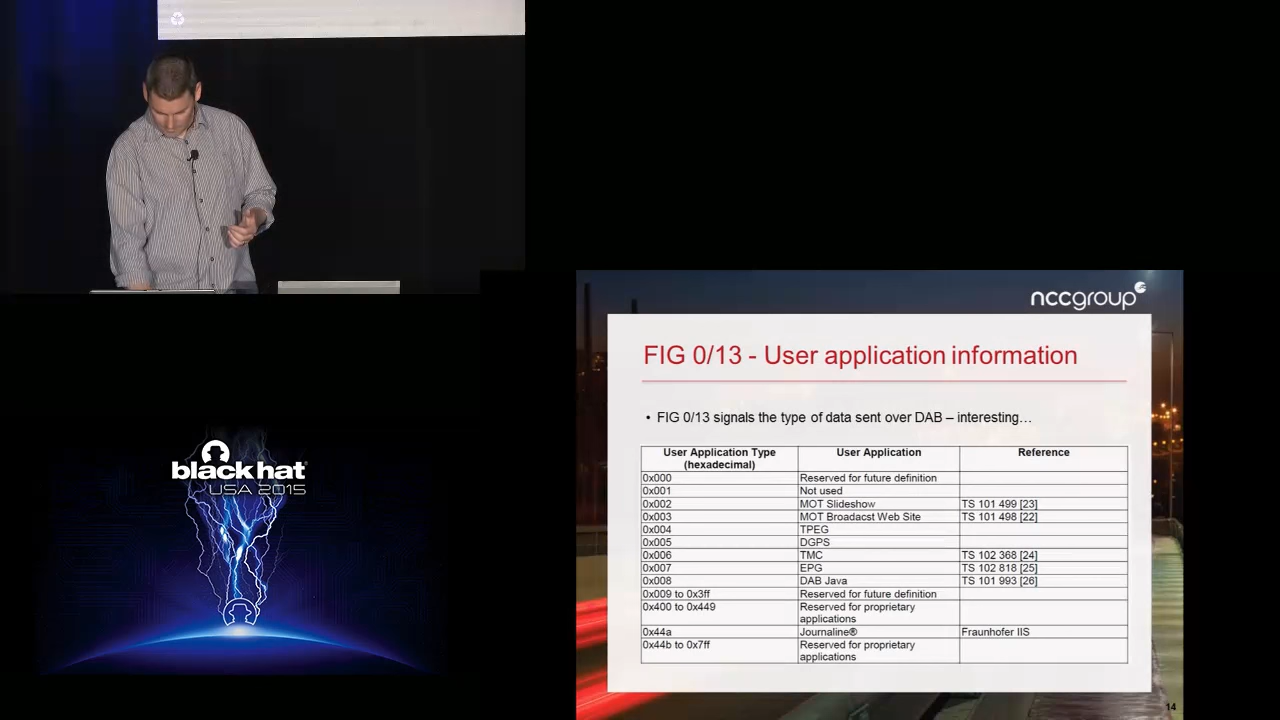 nccgroup
FIG 0/13 - User application information
• FIG 0/13 signals the type of data sent over DAB – interesting…
User Application Type (hexadecimal) User Application Reference
0x000 Reserved for future definition
0x001 Not used
0x002 MOT Slideshow TS 101 499 [23]
0x003 MOT Broadacst Web Site TS 101 498 [22]
0x004 TPEG
0x005 DGPS
0x006 TMC TS 102 368 [24]
0x007 EPG TS 102 818 [25]
0x008 DAB Java TS 101 993 [26]
0x009 to 0x3ff Reserved for future definition
0x400 to 0x449 Reserved for proprietary applications
0x44a Journaline® Fraunhofer IIS
0x44b to 0x7ff Reserved for proprietary applications
14
black hat
USA 2015